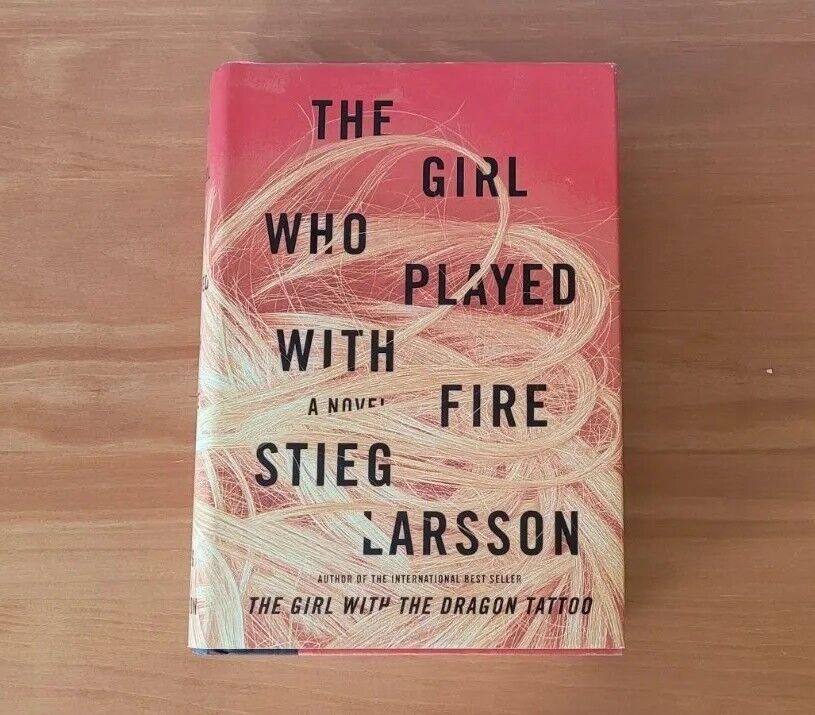 THE
GIRL
WHO
PLAYED
WITH
FIRE
A NOVEL
STIEG
LARSSON
AUTHOR OF THE INTERNATIONAL BEST SELLER
THE GIRL WITH THE DRAGON TATTOO